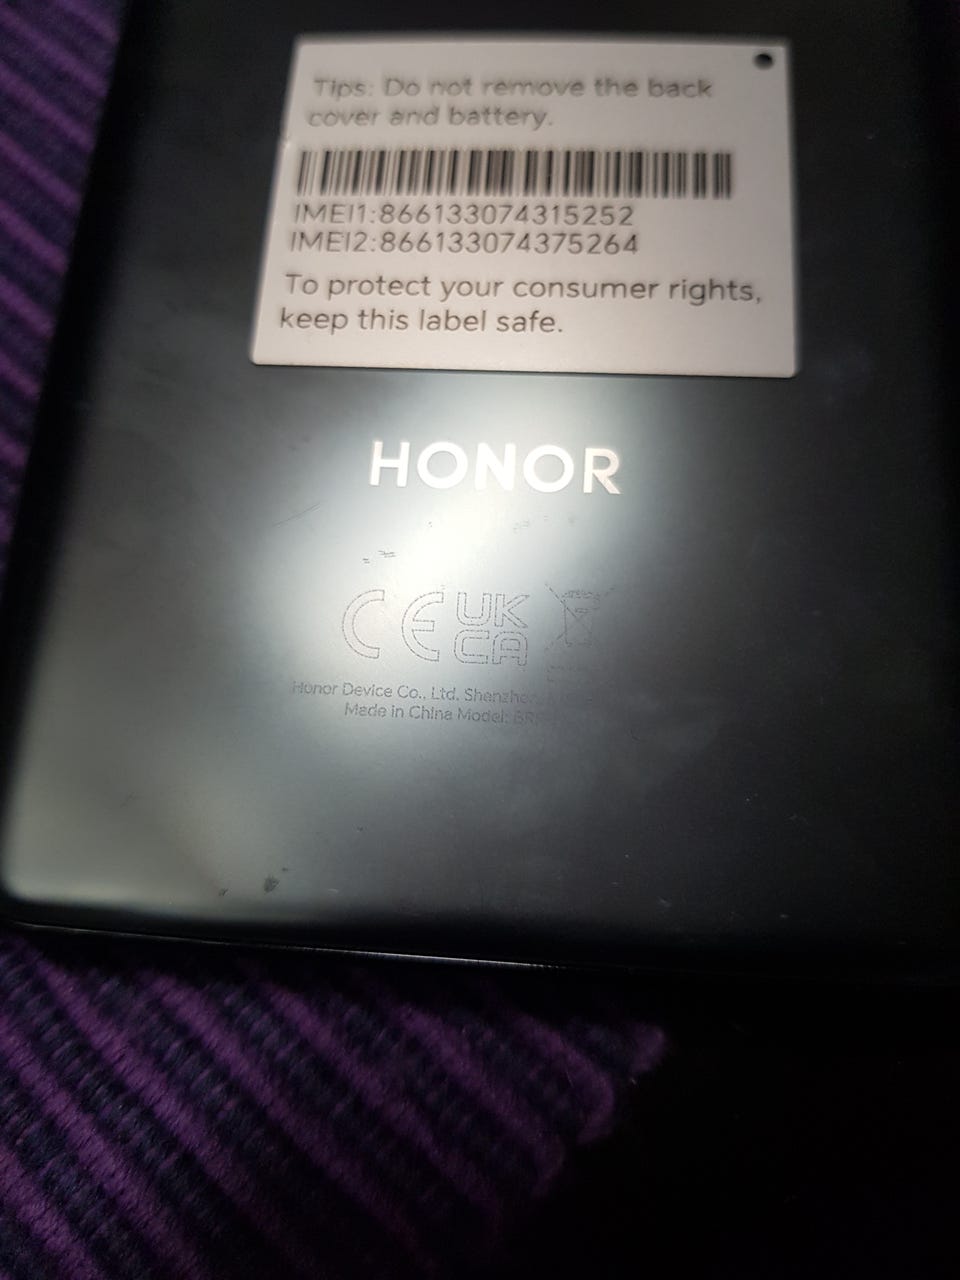 Tips: Do not remove the back
cover and battery.
IMEI1:866133074315252
IMEI2:866133074375264
To protect your consumer rights,
keep this label safe.
HONOR
CE UK
CA
Honor Device Co., Ltd. Shenzhen
Made in China Model: